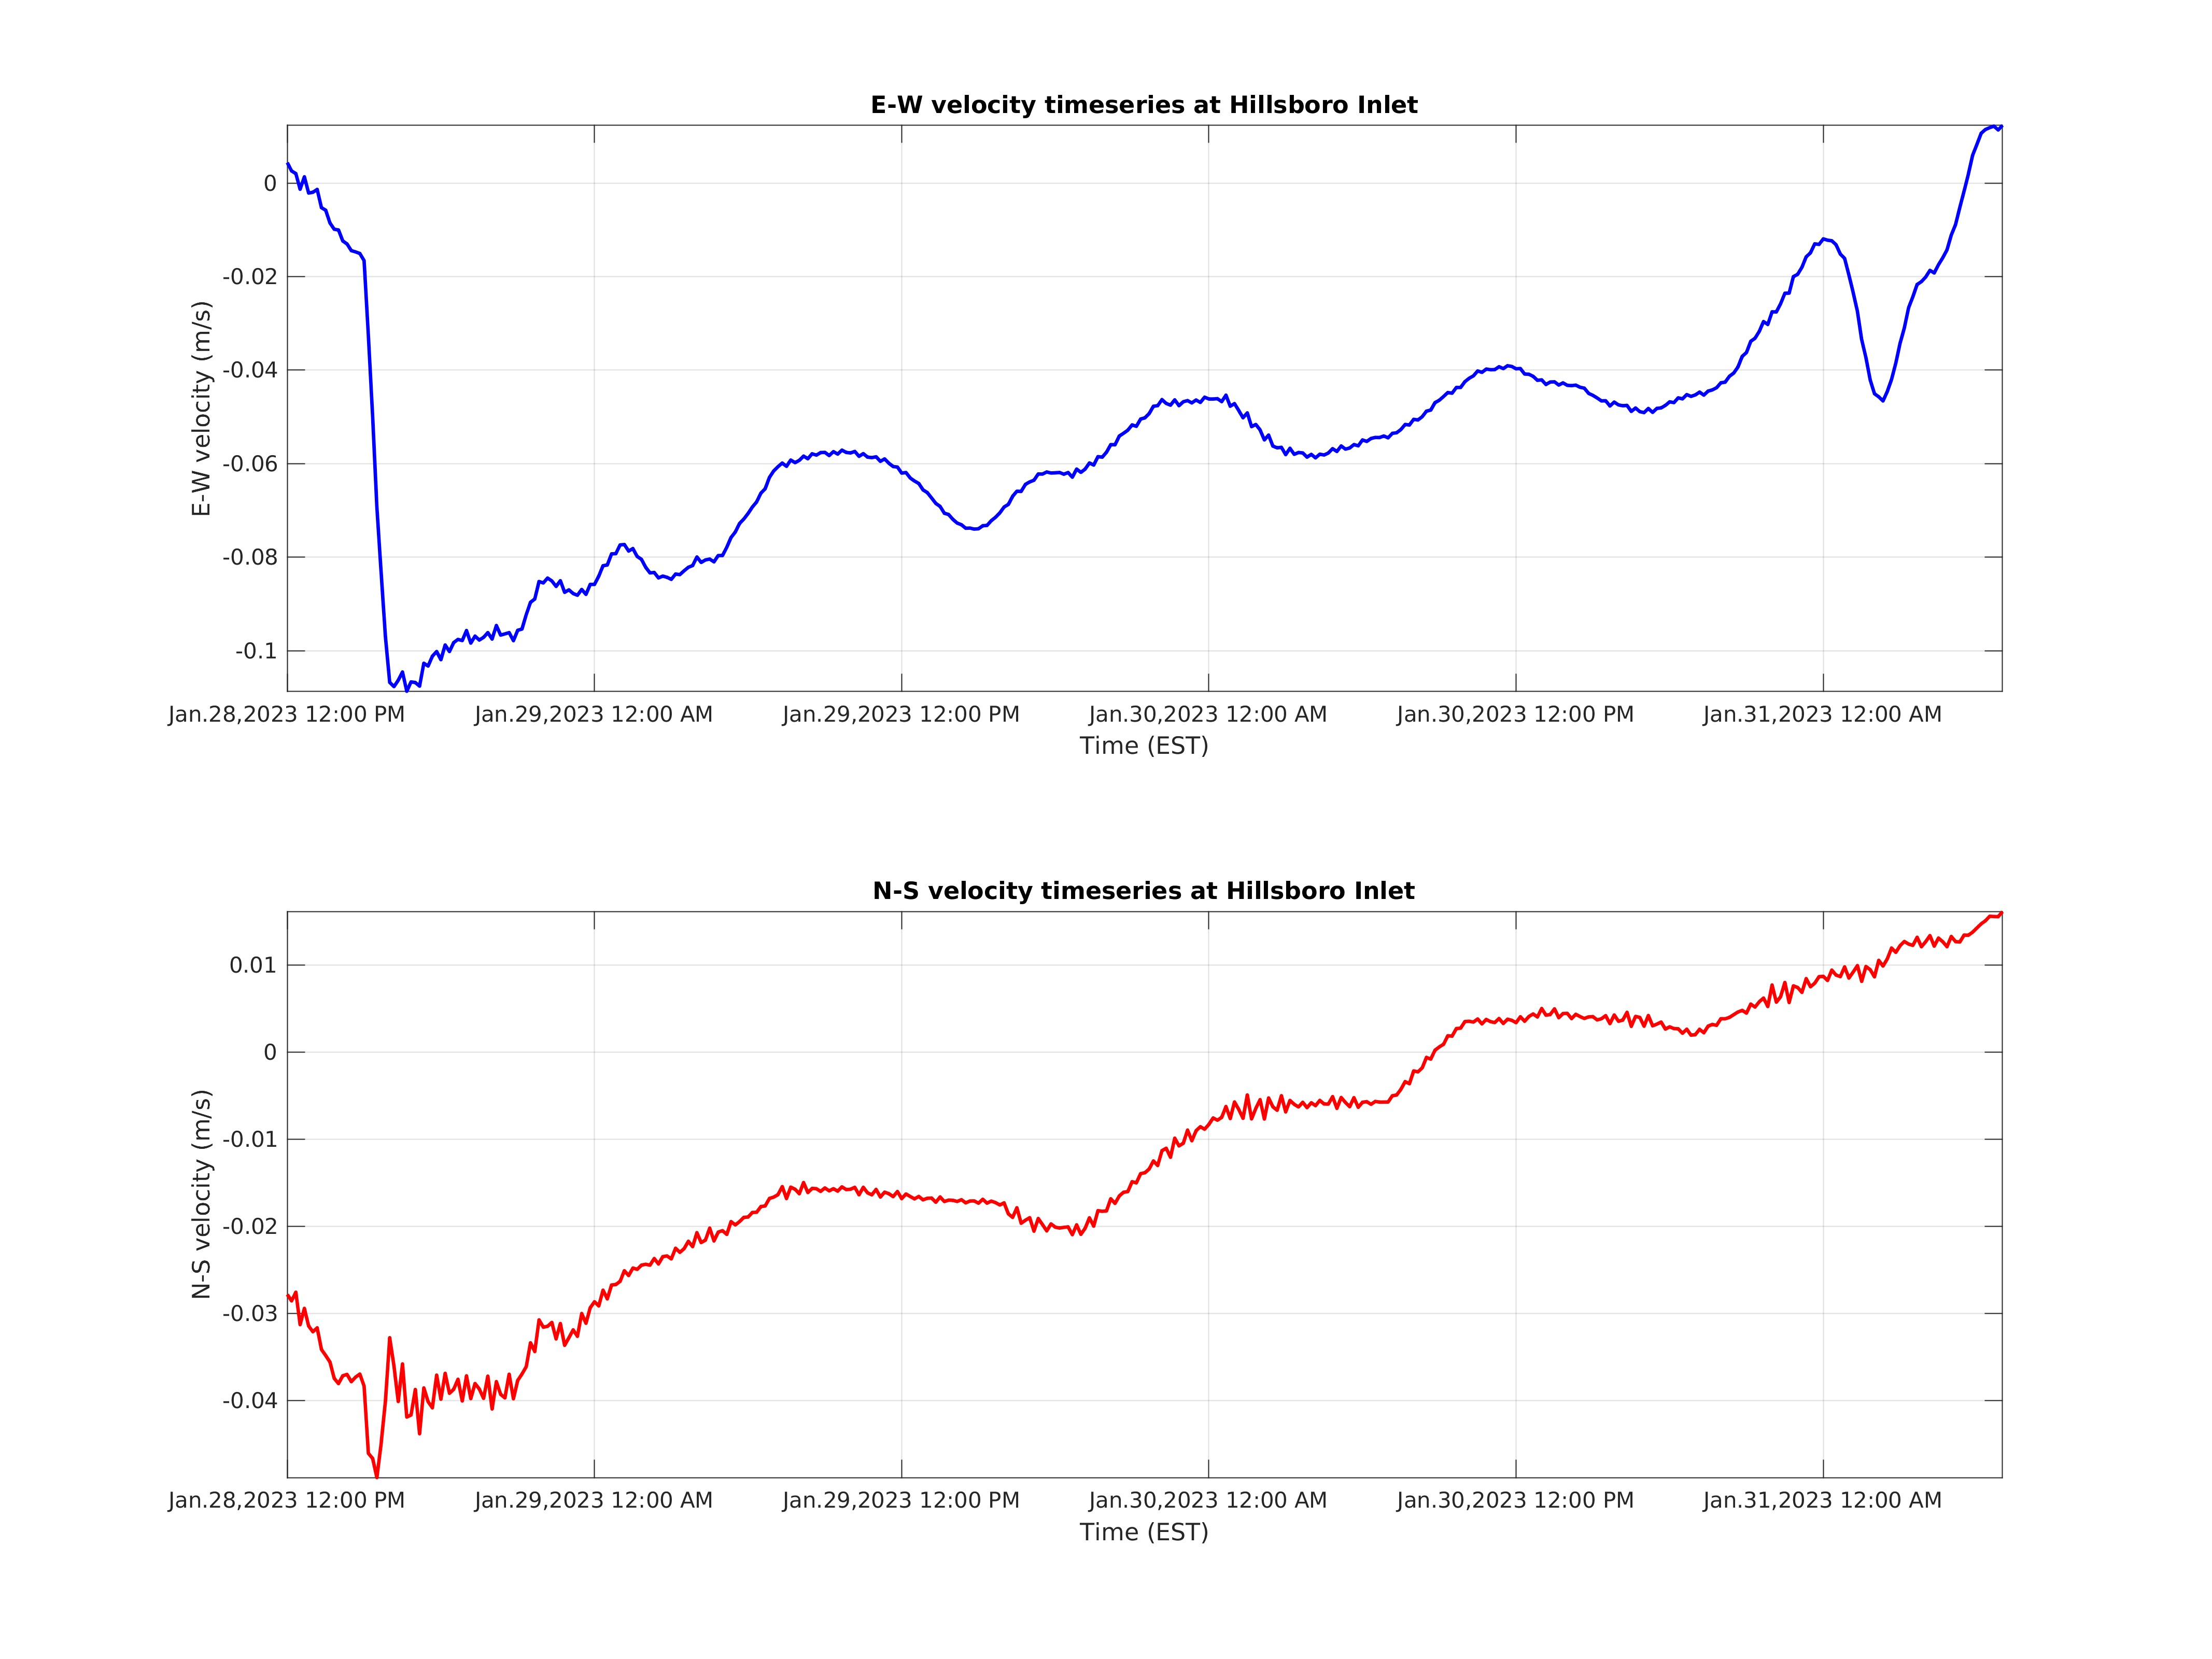 E-W velocity timeseries at Hillsboro Inlet
E-W velocity (m/s)
0
-0.02
-0.04
-0.06
-0.08
-0.1
Jan.28,2023 12:00 PM Jan.29,2023 12:00 AM Jan.29,2023 12:00 PM Jan.30,2023 12:00 AM Jan.30,2023 12:00 PM Jan.31,2023 12:00 AM
Time (EST)
N-S velocity timeseries at Hillsboro Inlet
N-S velocity (m/s)
0.01
0
-0.01
-0.02
-0.03
-0.04
Jan.28,2023 12:00 PM Jan.29,2023 12:00 AM Jan.29,2023 12:00 PM Jan.30,2023 12:00 AM Jan.30,2023 12:00 PM Jan.31,2023 12:00 AM
Time (EST)